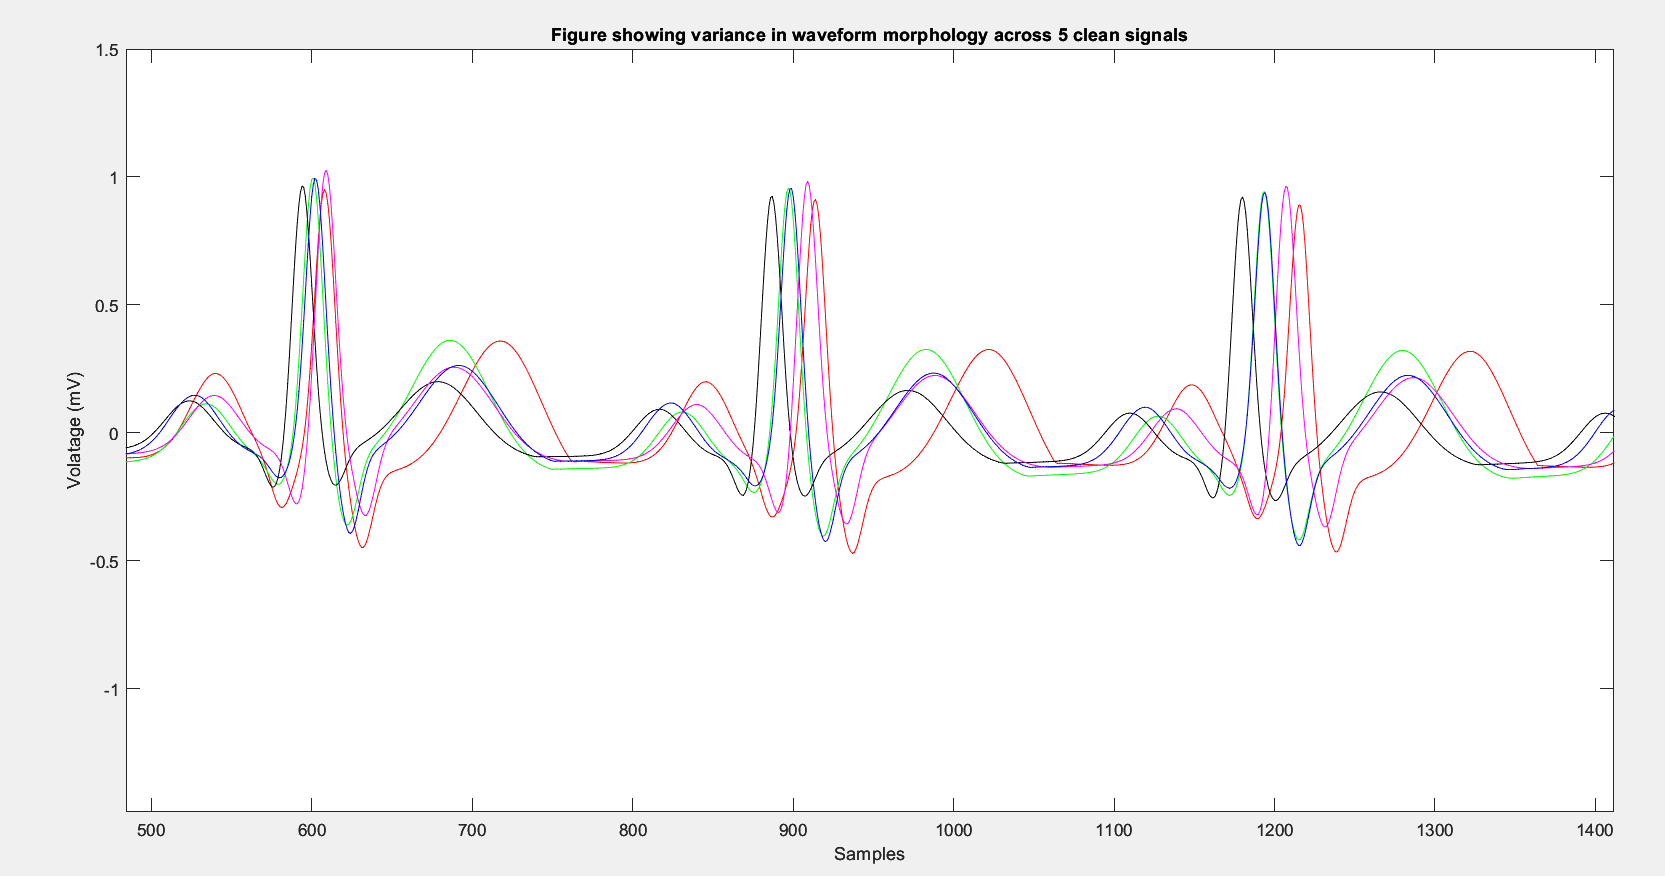 Figure showing variance in waveform morphology across 5 clean signals
1.5
1
0.5
0
-0.5
-1
Volatage (mV)
500 600 700 800 900 1000 1100 1200 1300 1400
Samples